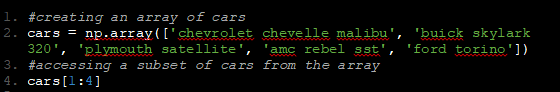 1. #creating an array of cars
2. cars = np.array(['chevrolet chevelle malibu', 'buick skylark
320', 'plymouth satellite', 'amc rebel sst', 'ford torino'])
3. #accessing a subset of cars from the array
4. cars[1:4]